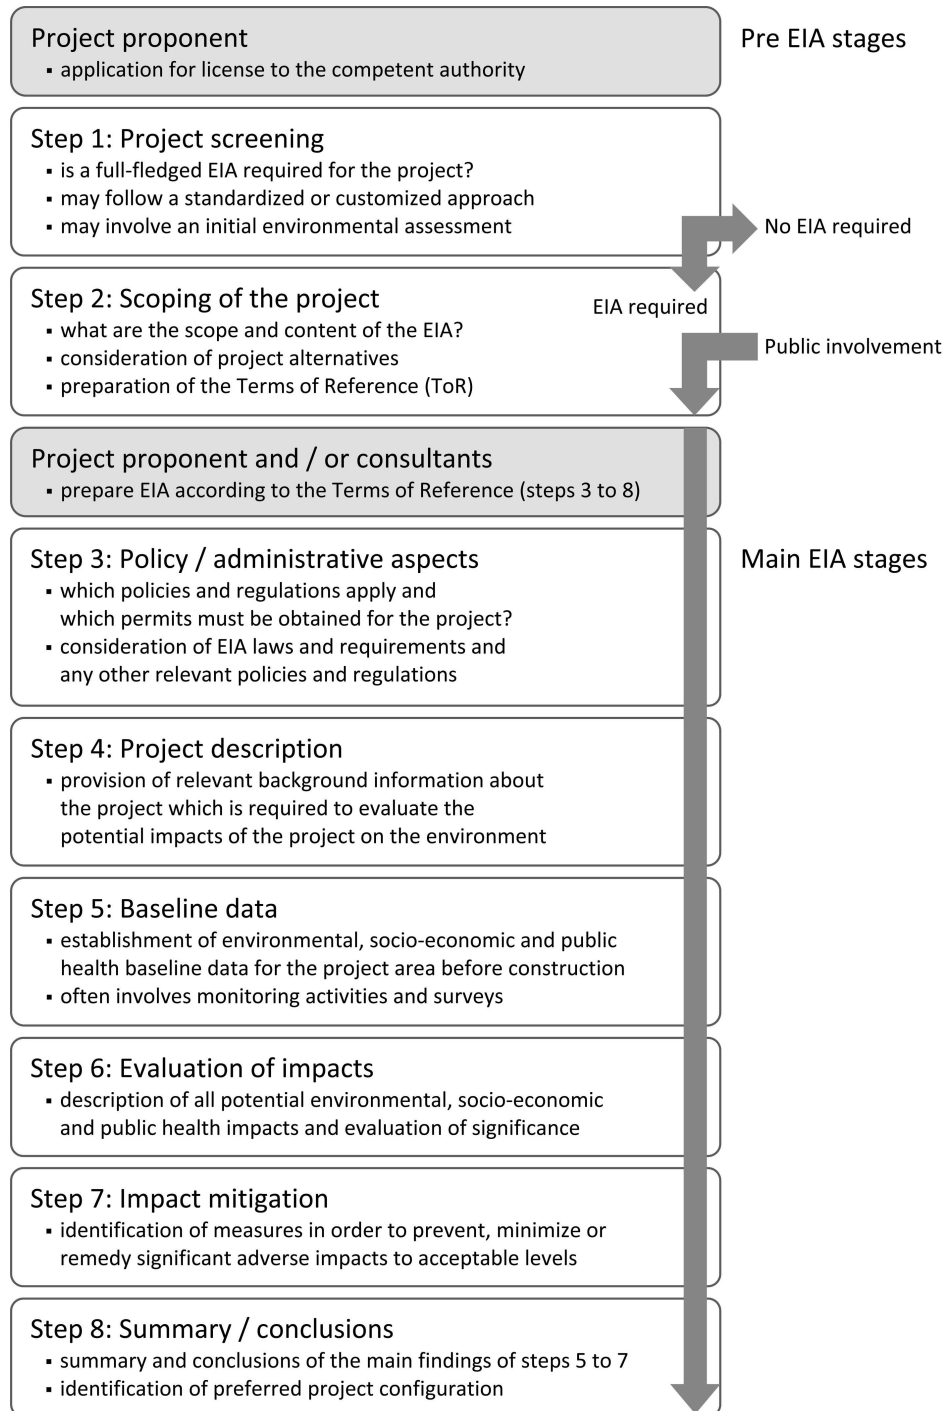 Project proponent
▪ application for license to the competent authority
Pre EIA stages
Step 1: Project screening
▪ is a full-fledged EIA required for the project?
▪ may follow a standardized or customized approach
▪ may involve an initial environmental assessment
No EIA required
Step 2: Scoping of the project
EIA required
▪ what are the scope and content of the EIA?
▪ consideration of project alternatives
▪ preparation of the Terms of Reference (ToR)
Public involvement
Project proponent and / or consultants
▪ prepare EIA according to the Terms of Reference (steps 3 to 8)
Step 3: Policy / administrative aspects
▪ which policies and regulations apply and
which permits must be obtained for the project?
▪ consideration of EIA laws and requirements and
any other relevant policies and regulations
Main EIA stages
Step 4: Project description
▪ provision of relevant background information about
the project which is required to evaluate the
potential impacts of the project on the environment
Step 5: Baseline data
▪ establishment of environmental, socio-economic and public
health baseline data for the project area before construction
▪ often involves monitoring activities and surveys
Step 6: Evaluation of impacts
▪ description of all potential environmental, socio-economic
and public health impacts and evaluation of significance
Step 7: Impact mitigation
▪ identification of measures in order to prevent, minimize or
remedy significant adverse impacts to acceptable levels
Step 8: Summary / conclusions
▪ summary and conclusions of the main findings of steps 5 to 7
▪ identification of preferred project configuration